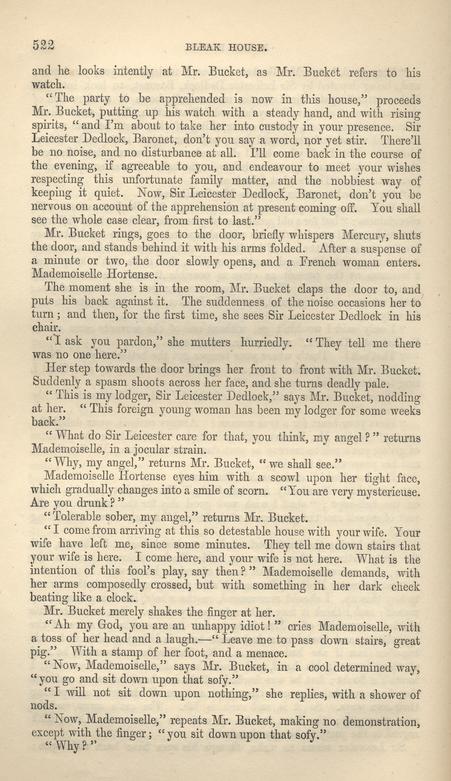 522
BLEAK HOUSE.
and he looks intently at Mr. Bucket, as Mr. Bucket refers to his
watch.
“The party to be apprehended is now in this house,” proceeds
Mr. Bucket, putting up his watch with a steady hand, and with rising
spirits, “and I’m about to take her into custody in your presence. Sir
Leicester Dedlock, Baronet, don’t you say a word, nor yet stir. There’ll
be no noise, and no disturbance at all. I’ll come back in the course of
the evening, if agreeable to you, and endeavour to meet your wishes
respecting this unfortunate family matter, and the nobbiest way of
keeping it quiet. Now, Sir Leicester Dedlock, Baronet, don’t you be
nervous on account of the apprehension at present coming off. You shall
see the whole case clear, from first to last.”
Mr. Bucket rings, goes to the door, briefly whispers Mercury, shuts
the door, and stands behind it with his arms folded. After a suspense of
a minute or two, the door slowly opens, and a French woman enters.
Mademoiselle Hortense.
The moment she is in the room, Mr. Bucket claps the door to, and
puts his back against it. The suddenness of the noise occasions her to
turn; and then, for the first time, she sees Sir Leicester Dedlock in his
chair.
“I ask you pardon,” she mutters hurriedly. “They tell me there
was no one here.”
Her step towards the door brings her front to front with Mr. Bucket.
Suddenly a spasm shoots across her face, and she turns deadly pale.
“This is my lodger, Sir Leicester Dedlock,” says Mr. Bucket, nodding
at her. “This foreign young woman has been my lodger for some weeks
back.”
“What do Sir Leicester care for that, you think, my angel?” returns
Mademoiselle, in a jocular strain.
“Why, my angel,” returns Mr. Bucket, “we shall see.”
Mademoiselle Hortense eyes him with a scowl upon her tight face,
which gradually changes into a smile of scorn. “You are very mysterieuse.
Are you drunk?”
“Tolerable sober, my angel,” returns Mr. Bucket.
“I come from arriving at this so detestable house with your wife. Your
wife have left me, since some minutes. They tell me down stairs that
your wife is here. I come here, and your wife is not here. What is the
intention of this fool’s play, say then?” Mademoiselle demands, with
her arms composedly crossed, but with something in her dark cheek
beating like a clock.
Mr. Bucket merely shakes the finger at her.
“Ah my God, you are an unhappy idiot!” cries Mademoiselle, with
a toss of her head and a laugh.—“Leave me to pass down stairs, great
pig.” With a stamp of her foot, and a menace.
“Now, Mademoiselle,” says Mr. Bucket, in a cool determined way,
“you go and sit down upon that sofy.”
“I will not sit down upon nothing,” she replies, with a shower of
nods.
“Now, Mademoiselle,” repeats Mr. Bucket, making no demonstration,
except with the finger; “you sit down upon that sofy.”
“Why?”